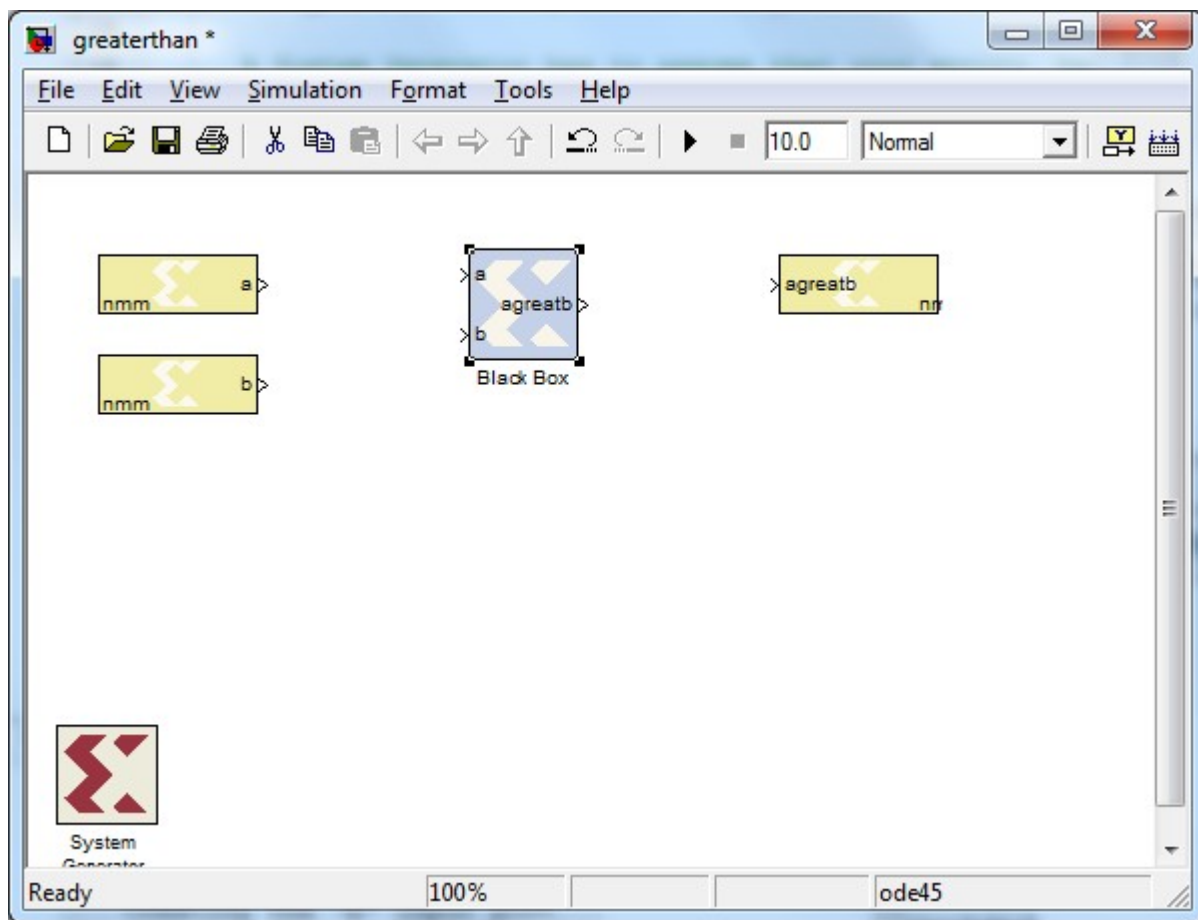 greaterthan *
File Edit View Simulation Format Tools Help
10.0 Normal
a
nmm
b
nmm
a
agreatb
b
Black Box
agreatb
System
Generator
Ready 100% ode45